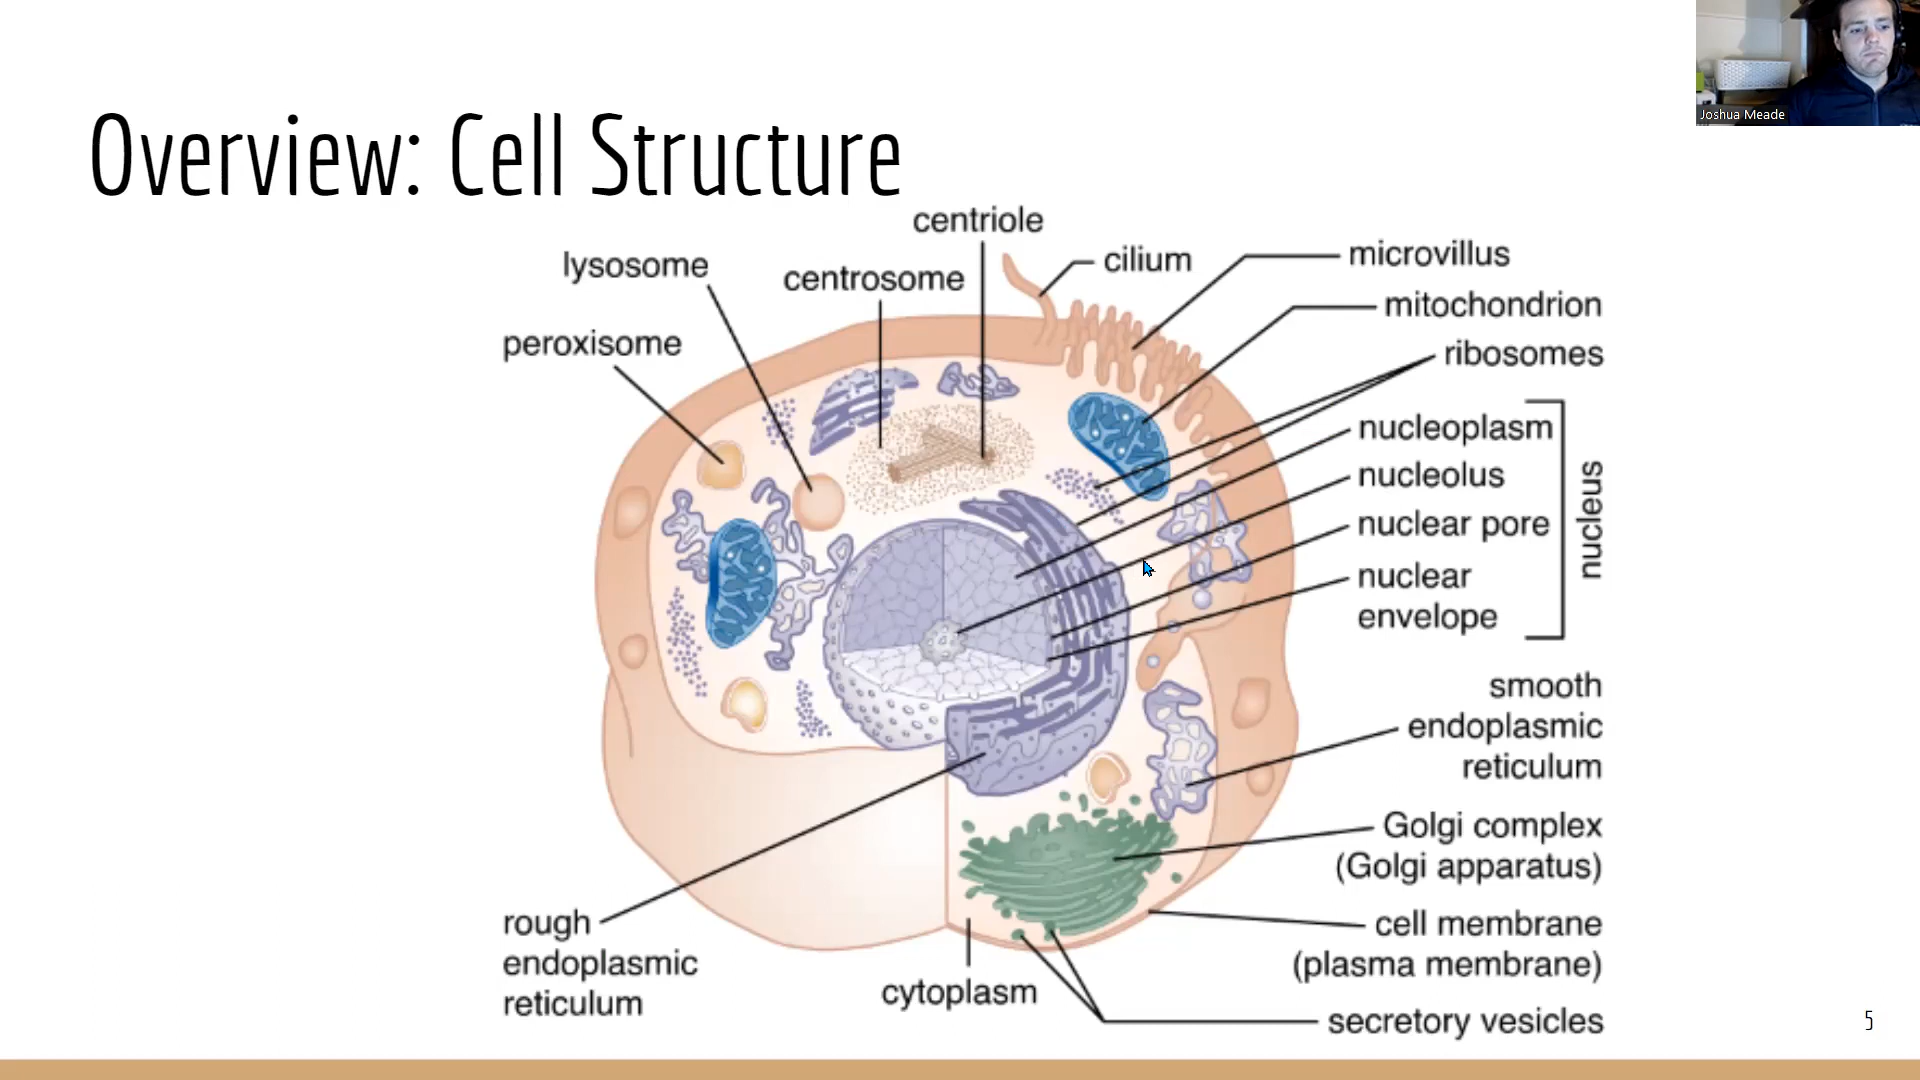 Joshua Meade
Overview: Cell Structure
centriole
cilium
microvillus
lysosome
centrosome
mitochondrion
peroxisome
ribosomes
nucleoplasm
nucleolus
nuclear pore
nuclear
envelope
nucleus
smooth
endoplasmic
reticulum
Golgi complex
(Golgi apparatus)
rough
endoplasmic
reticulum
cell membrane
(plasma membrane)
cytoplasm
secretory vesicles
5